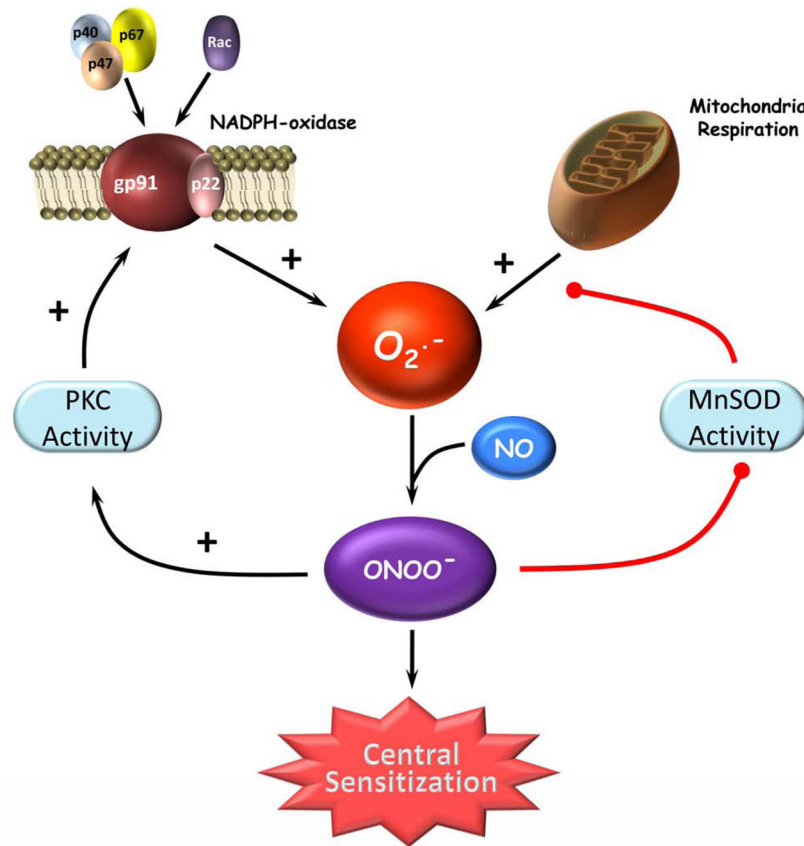 p40
p67
p47
Rac
NADPH-oxidase
Mitochondria
Respiration
gp91
p22
+
+
+
O₂·-
PKC
Activity
MnSOD
Activity
NO
+
ONOO⁻
Central
Sensitization